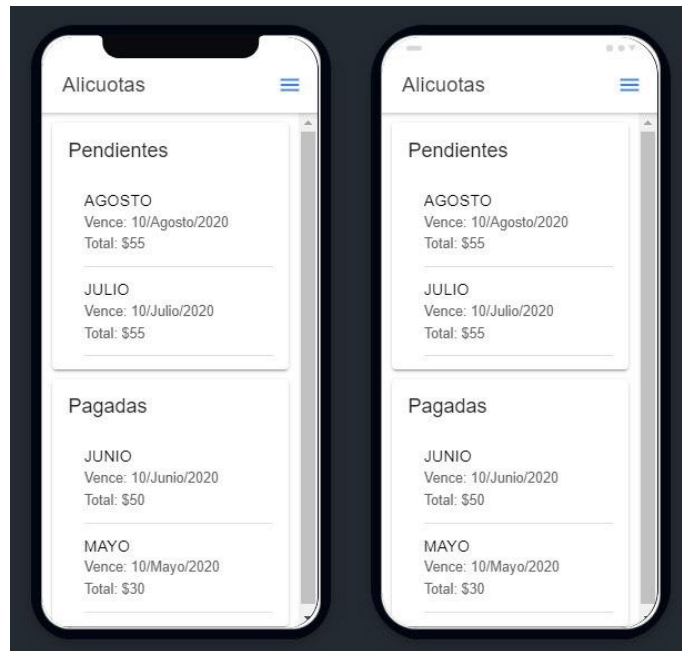 Alicuotas
Pendientes
AGOSTO
Vence: 10/Agosto/2020
Total: $55
JULIO
Vence: 10/Julio/2020
Total: $55
Pagadas
JUNIO
Vence: 10/Junio/2020
Total: $50
MAYO
Vence: 10/Mayo/2020
Total: $30
Alicuotas
Pendientes
AGOSTO
Vence: 10/Agosto/2020
Total: $55
JULIO
Vence: 10/Julio/2020
Total: $55
Pagadas
JUNIO
Vence: 10/Junio/2020
Total: $50
MAYO
Vence: 10/Mayo/2020
Total: $30